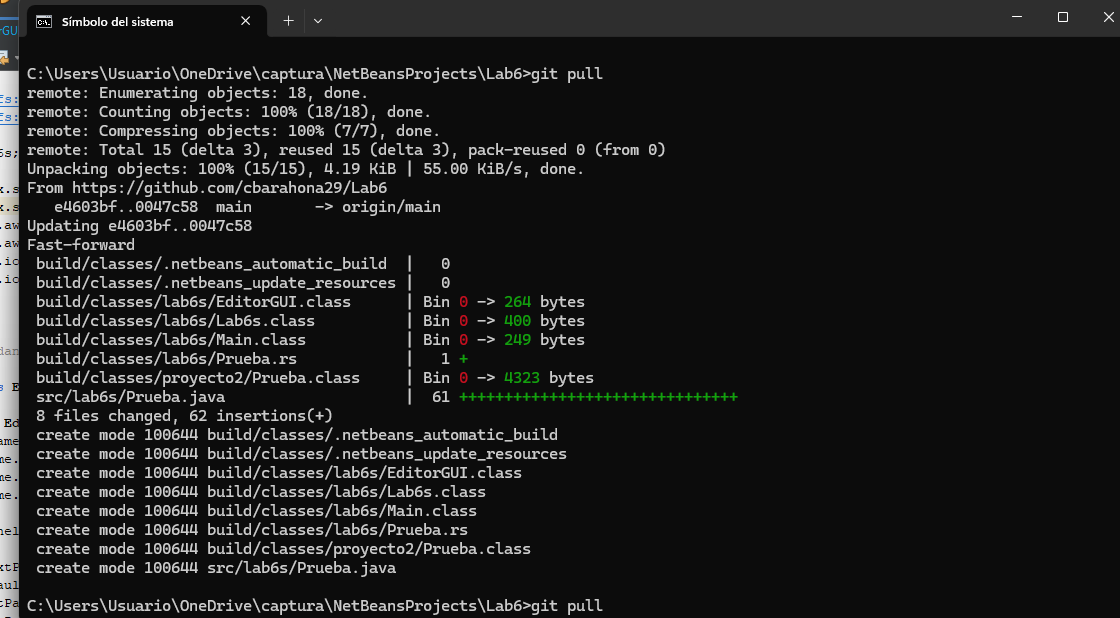 Símbolo del sistema
C:\Users\Usuario\OneDrive\captura\NetBeansProjects\Lab6>git pull
remote: Enumerating objects: 18, done.
remote: Counting objects: 100% (18/18), done.
remote: Compressing objects: 100% (7/7), done.
remote: Total 15 (delta 3), reused 15 (delta 3), pack-reused 0 (from 0)
Unpacking objects: 100% (15/15), 4.19 KiB | 55.00 KiB/s, done.
From https://github.com/cbarahona29/Lab6
   e4603bf..0047c58  main       -> origin/main
Updating e4603bf..0047c58
Fast-forward
 build/classes/.netbeans_automatic_build  |   0
 build/classes/.netbeans_update_resources |   0
 build/classes/lab6s/EditorGUI.class      | Bin 0 -> 264 bytes
 build/classes/lab6s/Lab6s.class          | Bin 0 -> 400 bytes
 build/classes/lab6s/Main.class           | Bin 0 -> 249 bytes
 build/classes/lab6s/Prueba.rs            |   1 +
 build/classes/proyecto2/Prueba.class     | Bin 0 -> 4323 bytes
 src/lab6s/Prueba.java                    |  61 +++++++++++++++++++++++++++++++
 8 files changed, 62 insertions(+)
 create mode 100644 build/classes/.netbeans_automatic_build
 create mode 100644 build/classes/.netbeans_update_resources
 create mode 100644 build/classes/lab6s/EditorGUI.class
 create mode 100644 build/classes/lab6s/Lab6s.class
 create mode 100644 build/classes/lab6s/Main.class
 create mode 100644 build/classes/lab6s/Prueba.rs
 create mode 100644 build/classes/proyecto2/Prueba.class
 create mode 100644 src/lab6s/Prueba.java
C:\Users\Usuario\OneDrive\captura\NetBeansProjects\Lab6>git pull